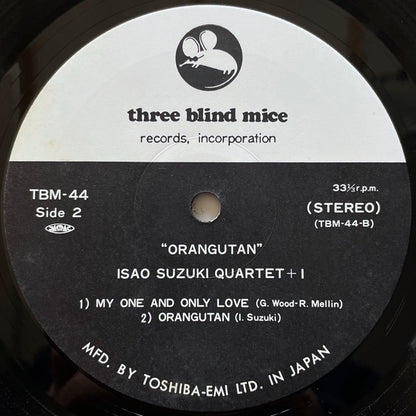 three blind mice
records, incorporation
TBM-44
Side 2
33⅓ r.p.m.
(STEREO)
(TBM-44-B)
"ORANGUTAN"
ISAO SUZUKI QUARTET + 1
1) MY ONE AND ONLY LOVE (G. Wood-R. Mellin)
2) ORANGUTAN (I. Suzuki)
MFD. BY TOSHIBA-EMI LTD. IN JAPAN